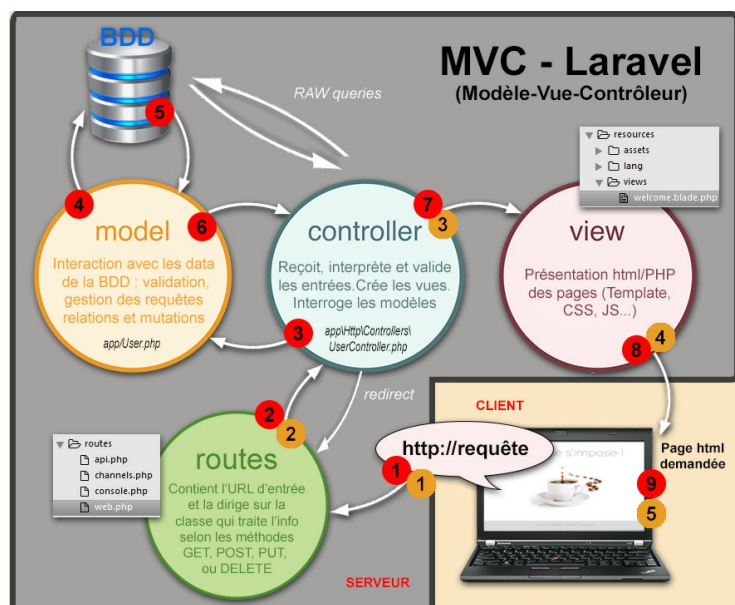 BDD
MVC - Laravel
(Modèle-Vue-Contrôleur)
RAW queries
resources
assets
lang
views
welcome.blade.php
5
4
6
7
3
model
Interaction avec les data
de la BDD : validation,
gestion des requêtes
relations et mutations
app/User.php
controller
Reçoit, interprète et valide
les entrées.Crée les vues.
Interroge les modèles
app\Http\Controllers\
UserController.php
3
view
Présentation html/PHP
des pages (Template,
CSS, JS...)
4
8
redirect
2
2
routes
api.php
channels.php
console.php
web.php
routes
Contient l'URL d'entrée
et la dirige sur la
classe qui traite l'info
selon les méthodes
GET, POST, PUT,
ou DELETE
SERVEUR
CLIENT
http://requête
1
1
s'impose !
Page html
demandée
9
5